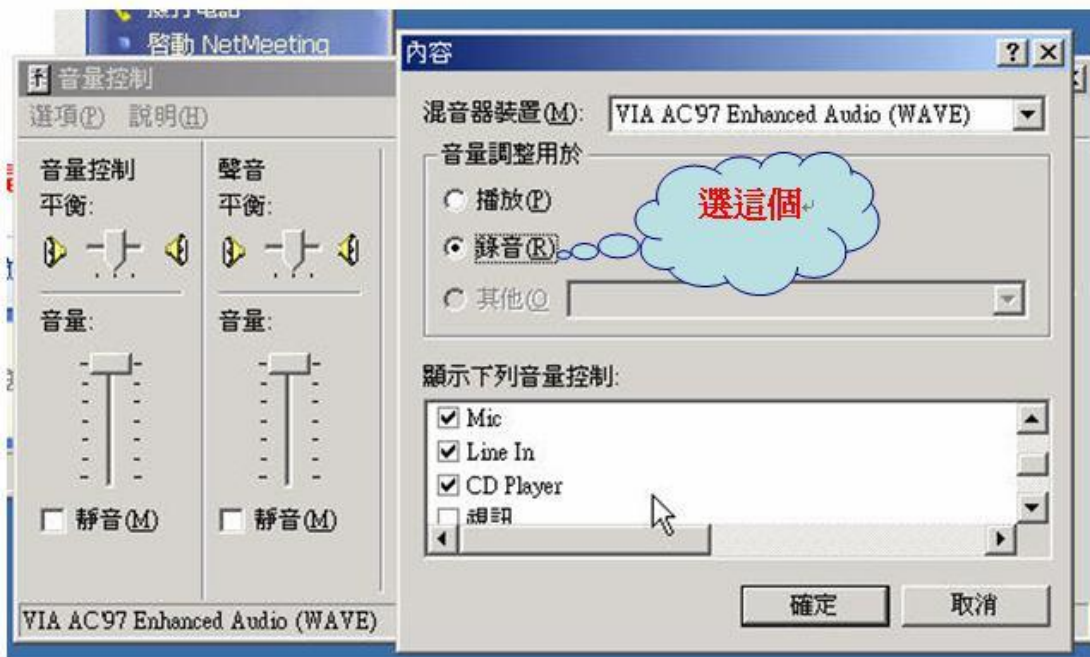 啟動 NetMeeting
音量控制
選項(P) 說明(H)
音量控制
平衡:
音量:
靜音(M)
聲音
平衡:
音量:
靜音(M)
VIA AC'97 Enhanced Audio (WAVE)
內容
混音器裝置(M): VIA AC'97 Enhanced Audio (WAVE)
音量調整用於
播放(P)
錄音(R)
選這個
其他(O
顯示下列音量控制:
Mic
Line In
CD Player
視訊
確定 取消